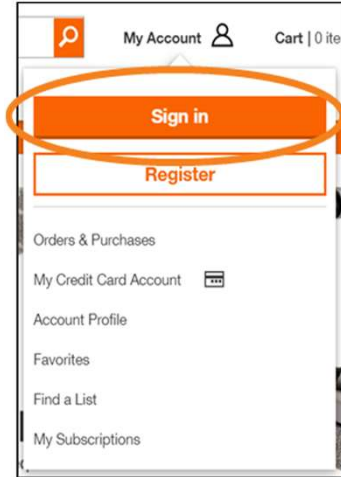 My Account Cart | 0 ite
Sign in
Register
Orders & Purchases
My Credit Card Account
Account Profile
Favorites
Find a List
My Subscriptions